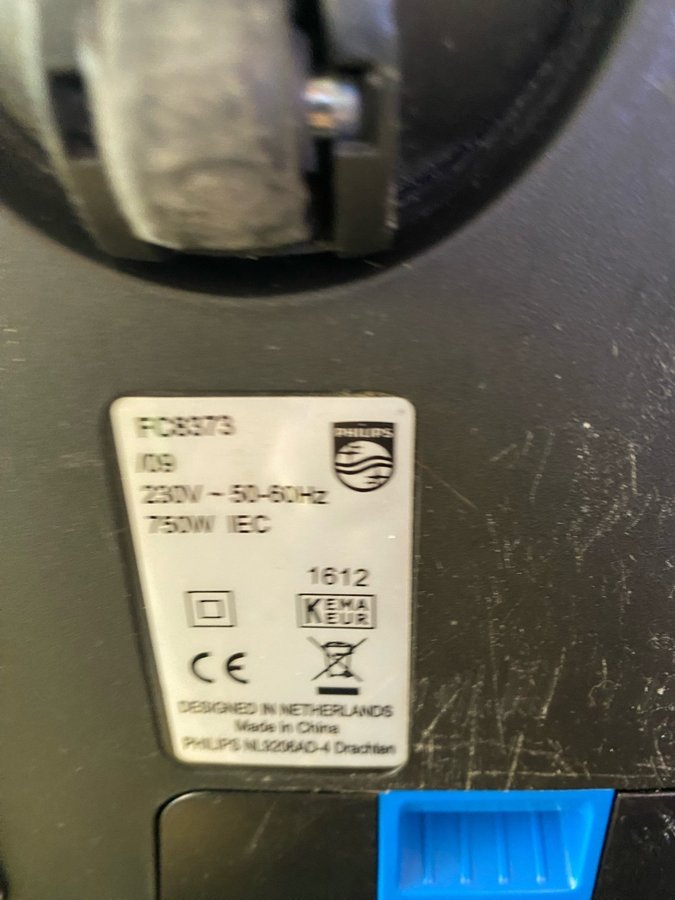 FC8373
PHILIPS
/09
230V ~ 50-60Hz
750W IEC
1612
KEMA
EUR
CE
DESIGNED IN NETHERLANDS
Made in China
PHILIPS NL9206AD-4 Drachten